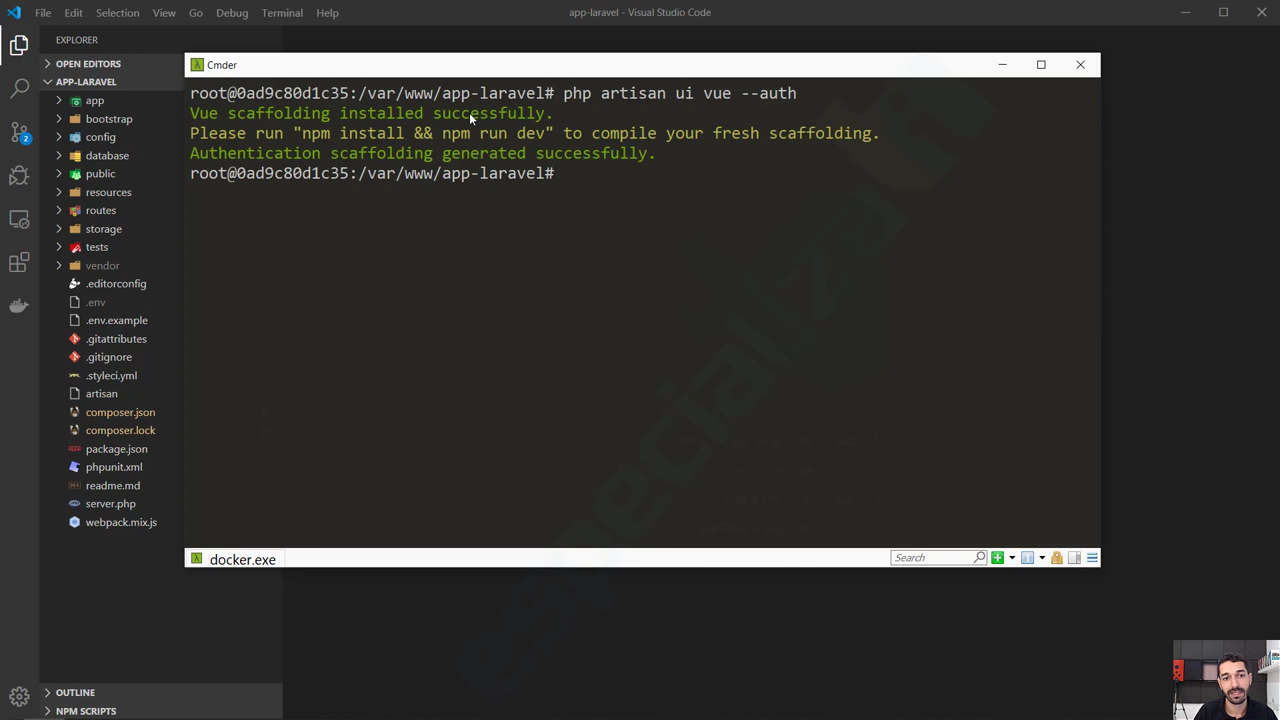 File Edit Selection View Go Debug Terminal Help
app-laravel - Visual Studio Code
EXPLORER
OPEN EDITORS
APP-LARAVEL
app
bootstrap
config
database
public
resources
routes
storage
tests
vendor
.editorconfig
.env
.env.example
.gitattributes
.gitignore
.styleci.yml
artisan
composer.json
composer.lock
package.json
phpunit.xml
readme.md
server.php
webpack.mix.js
OUTLINE
NPM SCRIPTS
2
Cmder
root@0ad9c80d1c35:/var/www/app-laravel# php artisan ui vue --auth
Vue scaffolding installed successfully.
Please run "npm install && npm run dev" to compile your fresh scaffolding.
Authentication scaffolding generated successfully.
root@0ad9c80d1c35:/var/www/app-laravel#
docker.exe
Search